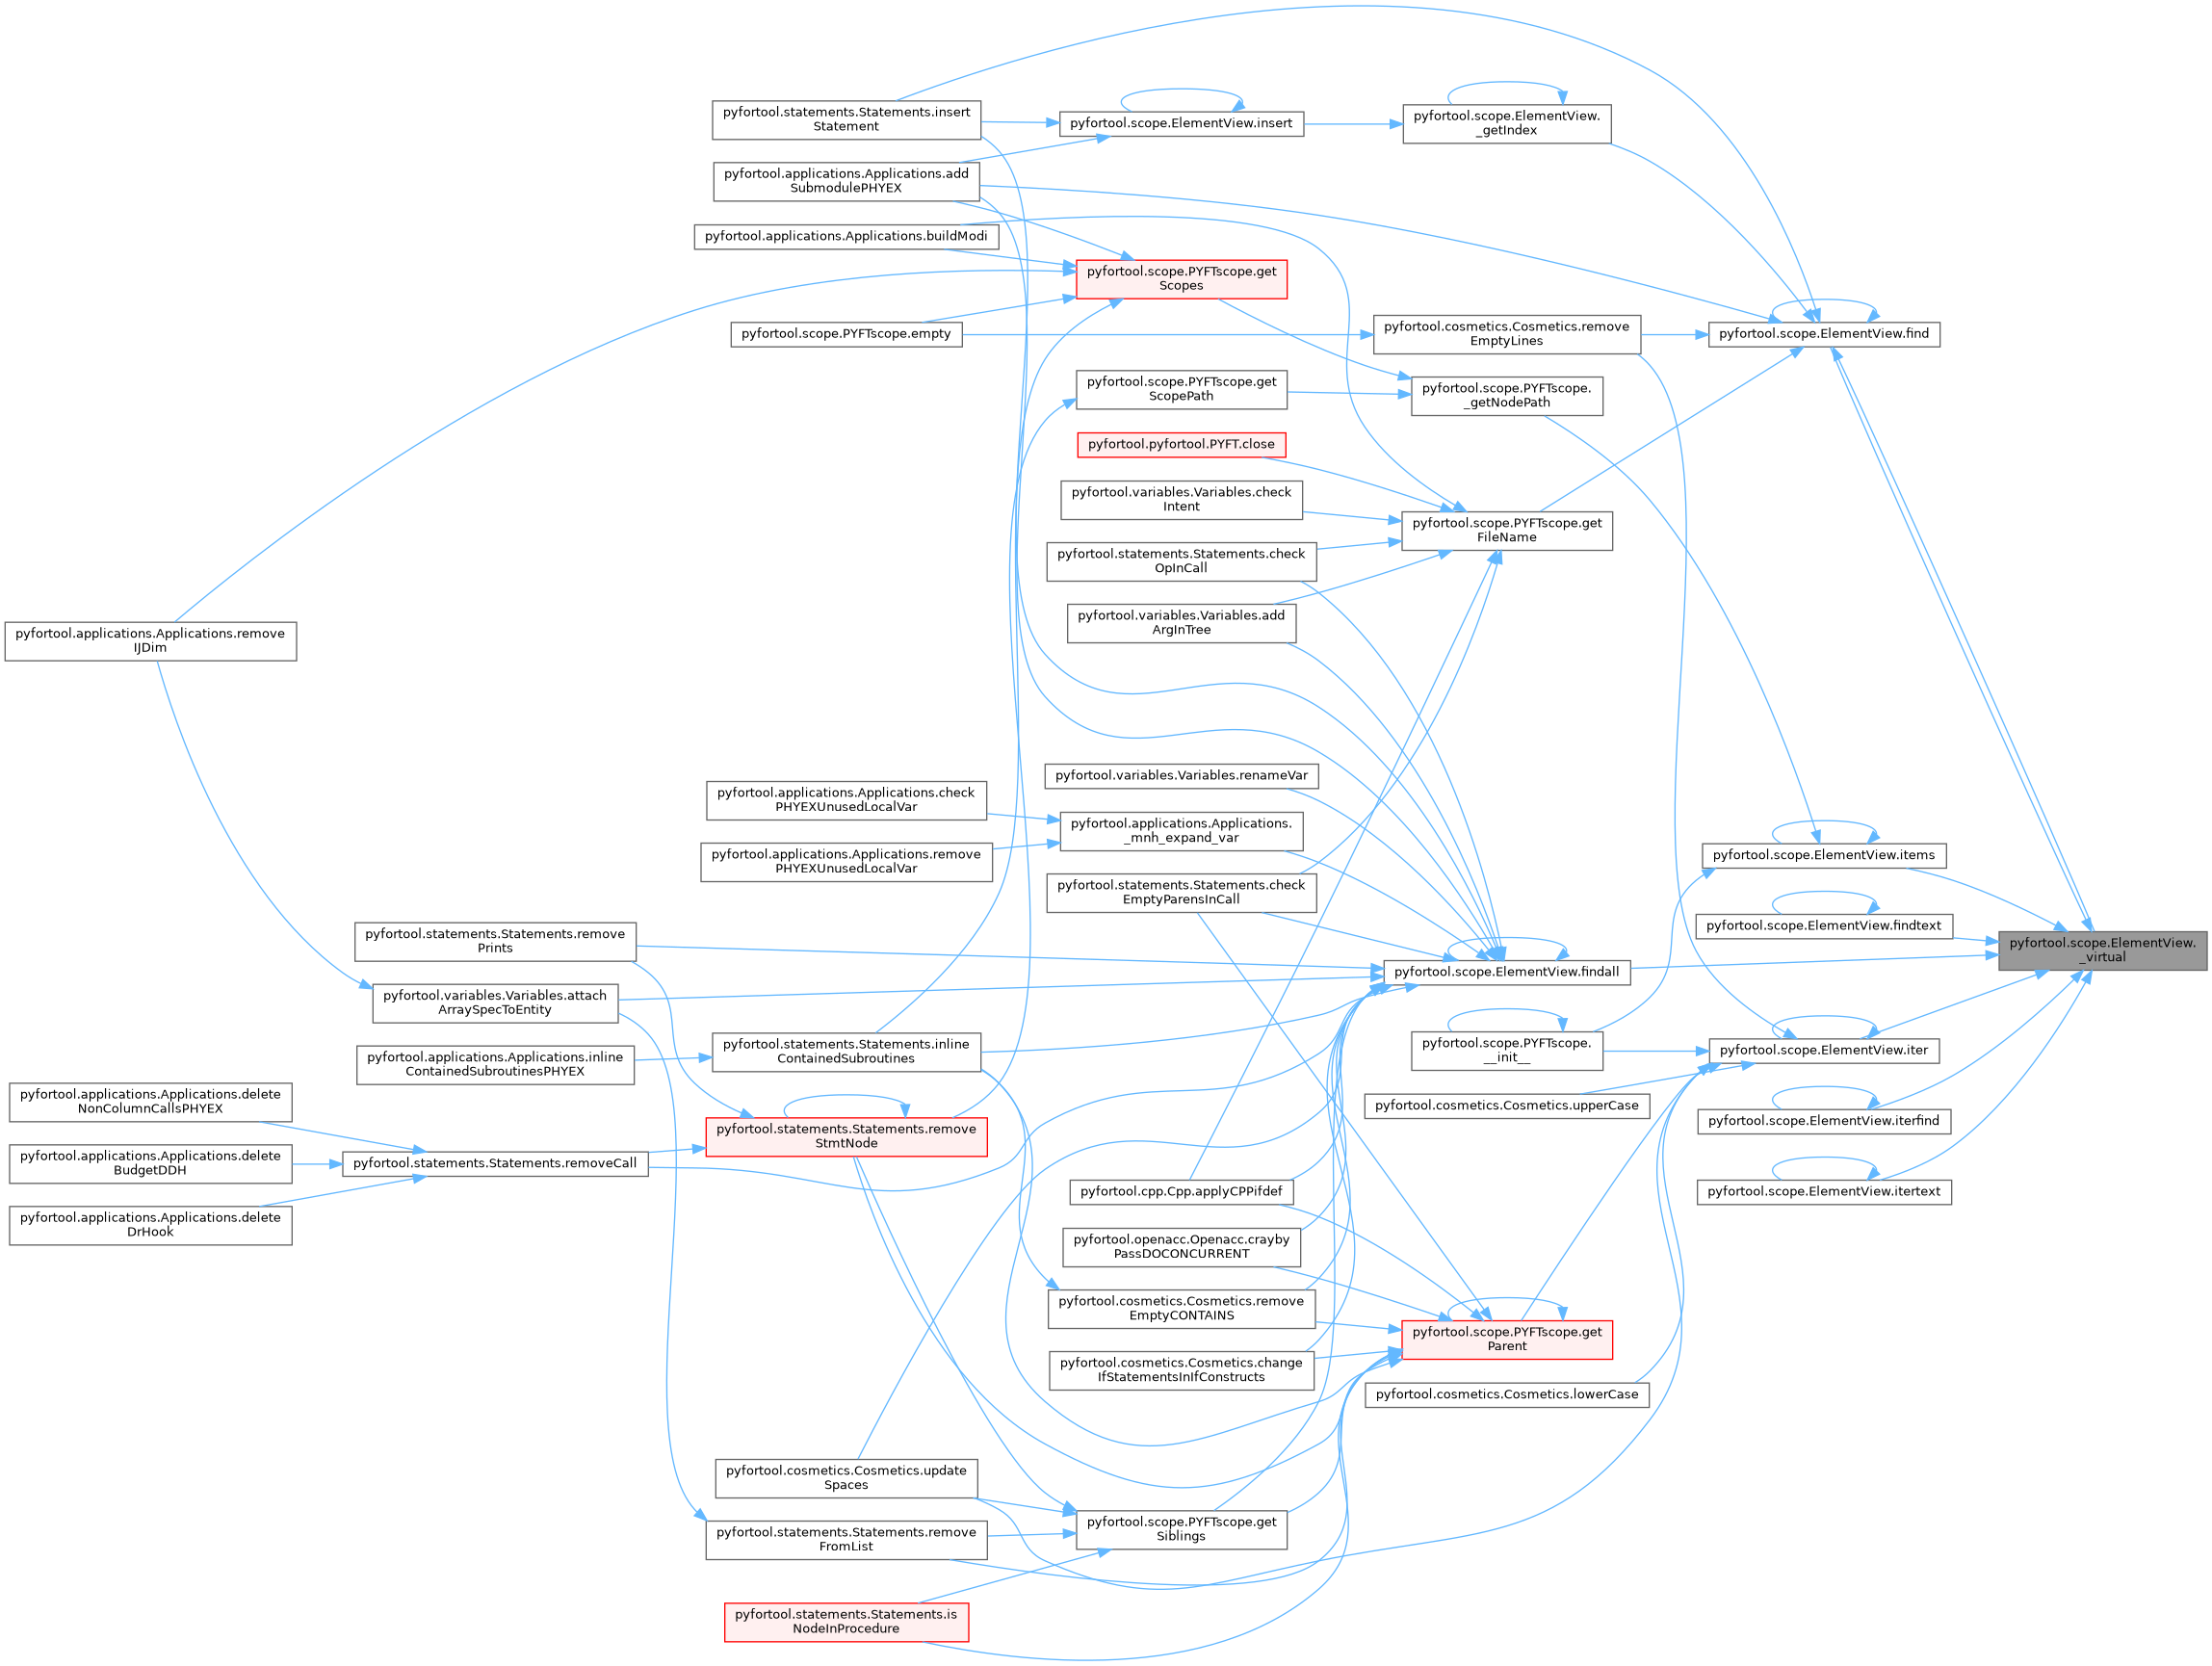 pyfortool.statements.Statements.insert
Statement
pyfortool.scope.ElementView.insert
pyfortool.scope.ElementView.
_getIndex
pyfortool.applications.Applications.add
SubmodulePHYEX
pyfortool.applications.Applications.buildModi
pyfortool.scope.PYFTscope.get
Scopes
pyfortool.scope.PYFTscope.empty
pyfortool.cosmetics.Cosmetics.remove
EmptyLines
pyfortool.scope.ElementView.find
pyfortool.scope.PYFTscope.get
ScopePath
pyfortool.scope.PYFTscope.
_getNodePath
pyfortool.pyfortool.PYFT.close
pyfortool.variables.Variables.check
Intent
pyfortool.scope.PYFTscope.get
FileName
pyfortool.statements.Statements.check
OpInCall
pyfortool.variables.Variables.add
ArgInTree
pyfortool.applications.Applications.remove
IJDim
pyfortool.variables.Variables.renameVar
pyfortool.applications.Applications.check
PHYEXUnusedLocalVar
pyfortool.applications.Applications.
_mnh_expand_var
pyfortool.applications.Applications.remove
PHYEXUnusedLocalVar
pyfortool.scope.ElementView.items
pyfortool.statements.Statements.check
EmptyParensInCall
pyfortool.scope.ElementView.findtext
pyfortool.statements.Statements.remove
Prints
pyfortool.scope.ElementView.
_virtual
pyfortool.scope.ElementView.findall
pyfortool.variables.Variables.attach
ArraySpecToEntity
pyfortool.statements.Statements.inline
ContainedSubroutines
pyfortool.scope.PYFTscope.
__init__
pyfortool.scope.ElementView.iter
pyfortool.applications.Applications.inline
ContainedSubroutinesPHYEX
pyfortool.applications.Applications.delete
NonColumnCallsPHYEX
pyfortool.cosmetics.Cosmetics.upperCase
pyfortool.scope.ElementView.iterfind
pyfortool.statements.Statements.remove
StmtNode
pyfortool.applications.Applications.delete
BudgetDDH
pyfortool.statements.Statements.removeCall
pyfortool.cpp.Cpp.applyCPPifdef
pyfortool.scope.ElementView.itertext
pyfortool.applications.Applications.delete
DrHook
pyfortool.openacc.Openacc.crayby
PassDOCONCURRENT
pyfortool.cosmetics.Cosmetics.remove
EmptyCONTAINS
pyfortool.scope.PYFTscope.get
Parent
pyfortool.cosmetics.Cosmetics.change
IfStatementsInIfConstructs
pyfortool.cosmetics.Cosmetics.lowerCase
pyfortool.cosmetics.Cosmetics.update
Spaces
pyfortool.scope.PYFTscope.get
Siblings
pyfortool.statements.Statements.remove
FromList
pyfortool.statements.Statements.is
NodeInProcedure